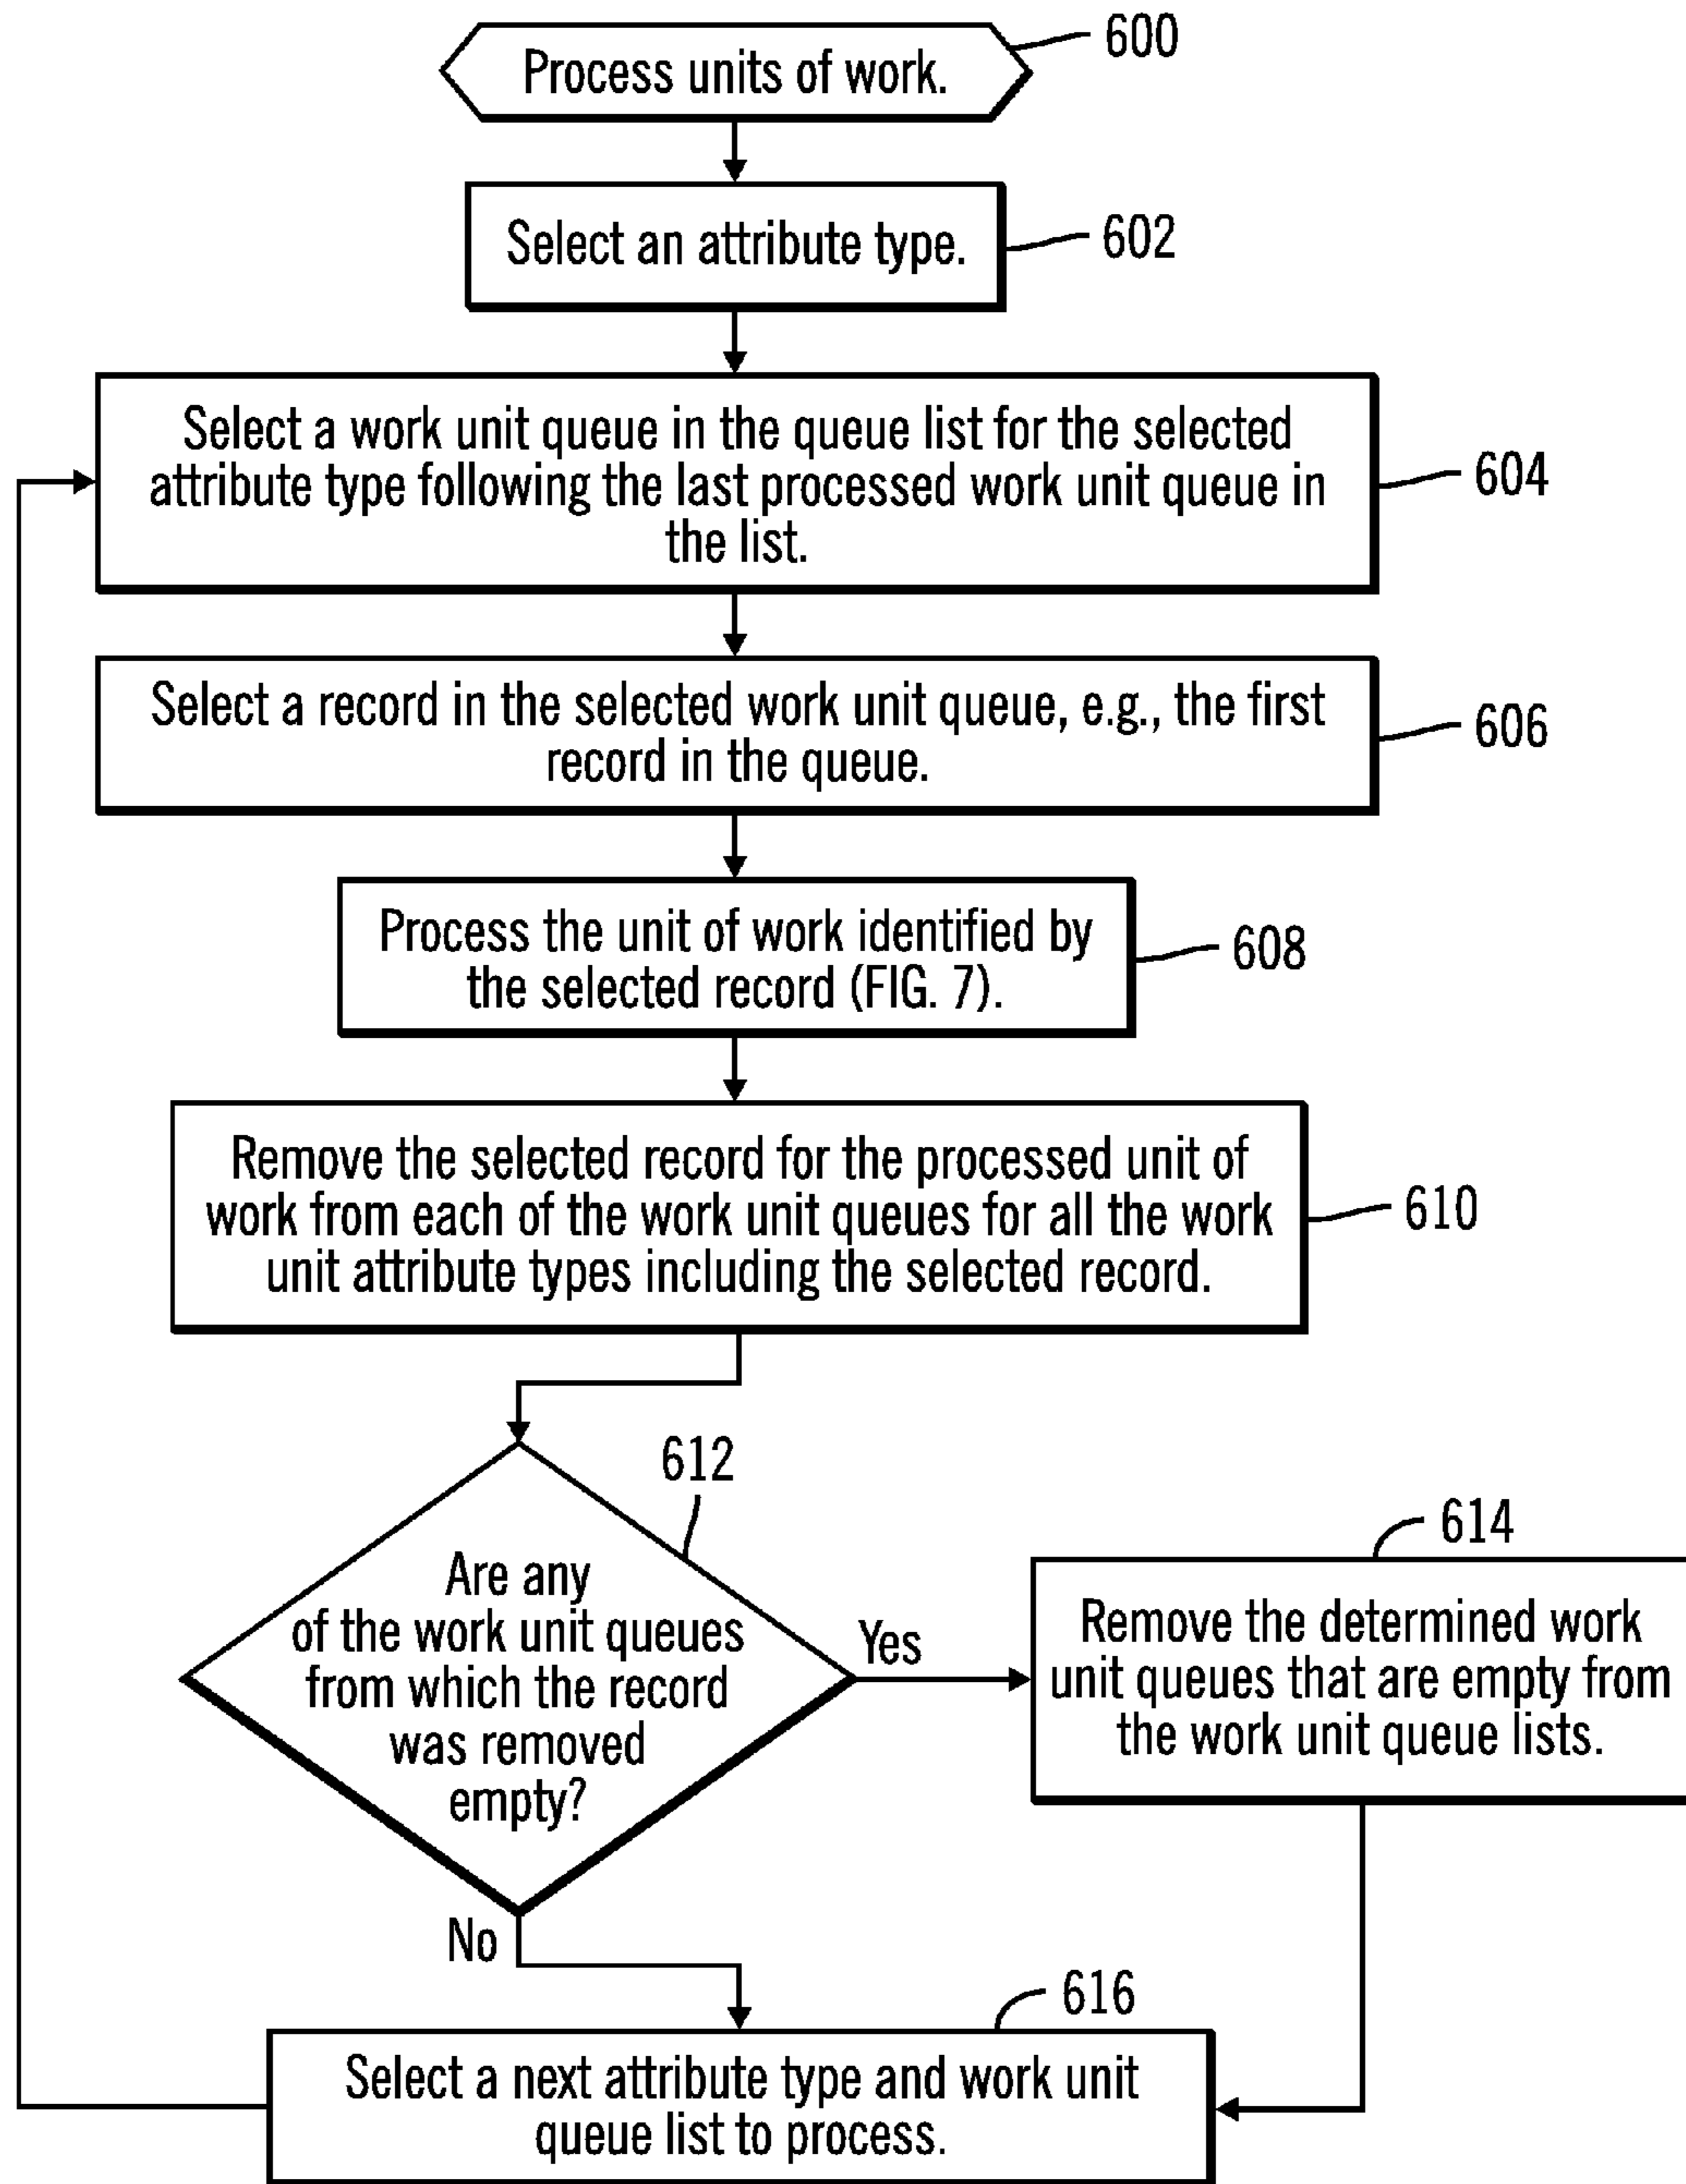 Process units of work.
600
Select an attribute type.
602
Select a work unit queue in the queue list for the selected
attribute type following the last processed work unit queue in
the list.
604
Select a record in the selected work unit queue, e.g., the first
record in the queue.
606
Process the unit of work identified by
the selected record (FIG. 7).
608
Remove the selected record for the processed unit of
work from each of the work unit queues for all the work
unit attribute types including the selected record.
610
612
Are any
of the work unit queues
from which the record
was removed
empty?
Yes
614
Remove the determined work
unit queues that are empty from
the work unit queue lists.
No
616
Select a next attribute type and work unit
queue list to process.